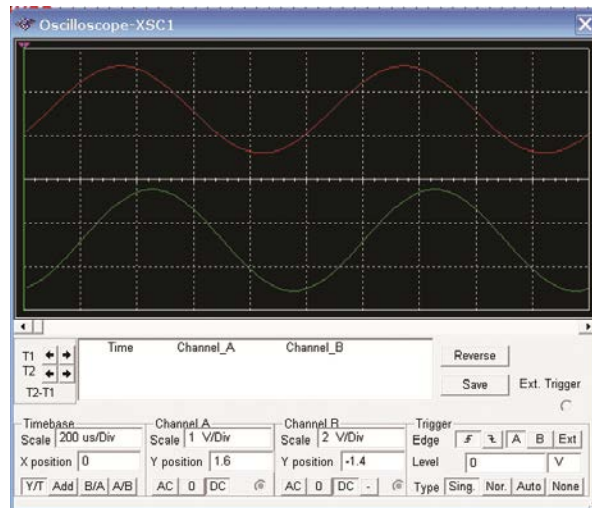 Oscilloscope-XSC1
Time Channel_A Channel_B
T1
T2
T2-T1
Reverse
Save
Ext. Trigger
Timebase
Scale 200 us/Div
X position 0
Y/T Add B/A A/B
Channel A
Scale 1 V/Div
Y position 1.6
AC 0 DC
Channel B
Scale 2 V/Div
Y position -1.4
AC 0 DC -
Trigger
Edge A B Ext
Level 0 V
Type Sing. Nor. Auto None